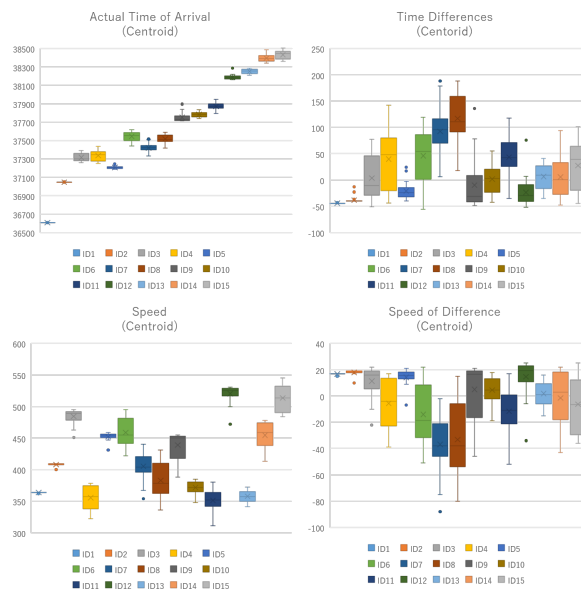 Actual Time of Arrival
(Centroid)
38500
38300
38100
37900
37700
37500
37300
37100
36900
36700
36500
ID1 ID2 ID3 ID4 ID5
ID6 ID7 ID8 ID9 ID10
ID11 ID12 ID13 ID14 ID15
Time Differences
(Centorid)
250
200
150
100
50
0
-50
-100
ID1 ID2 ID3 ID4 ID5
ID6 ID7 ID8 ID9 ID10
ID11 ID12 ID13 ID14 ID15
Speed
(Centroid)
600
550
500
450
400
350
300
ID1 ID2 ID3 ID4 ID5
ID6 ID7 ID8 ID9 ID10
ID11 ID12 ID13 ID14 ID15
Speed of Difference
(Centroid)
40
20
0
-20
-40
-60
-80
-100
ID1 ID2 ID3 ID4 ID5
ID6 ID7 ID8 ID9 ID10
ID11 ID12 ID13 ID14 ID15